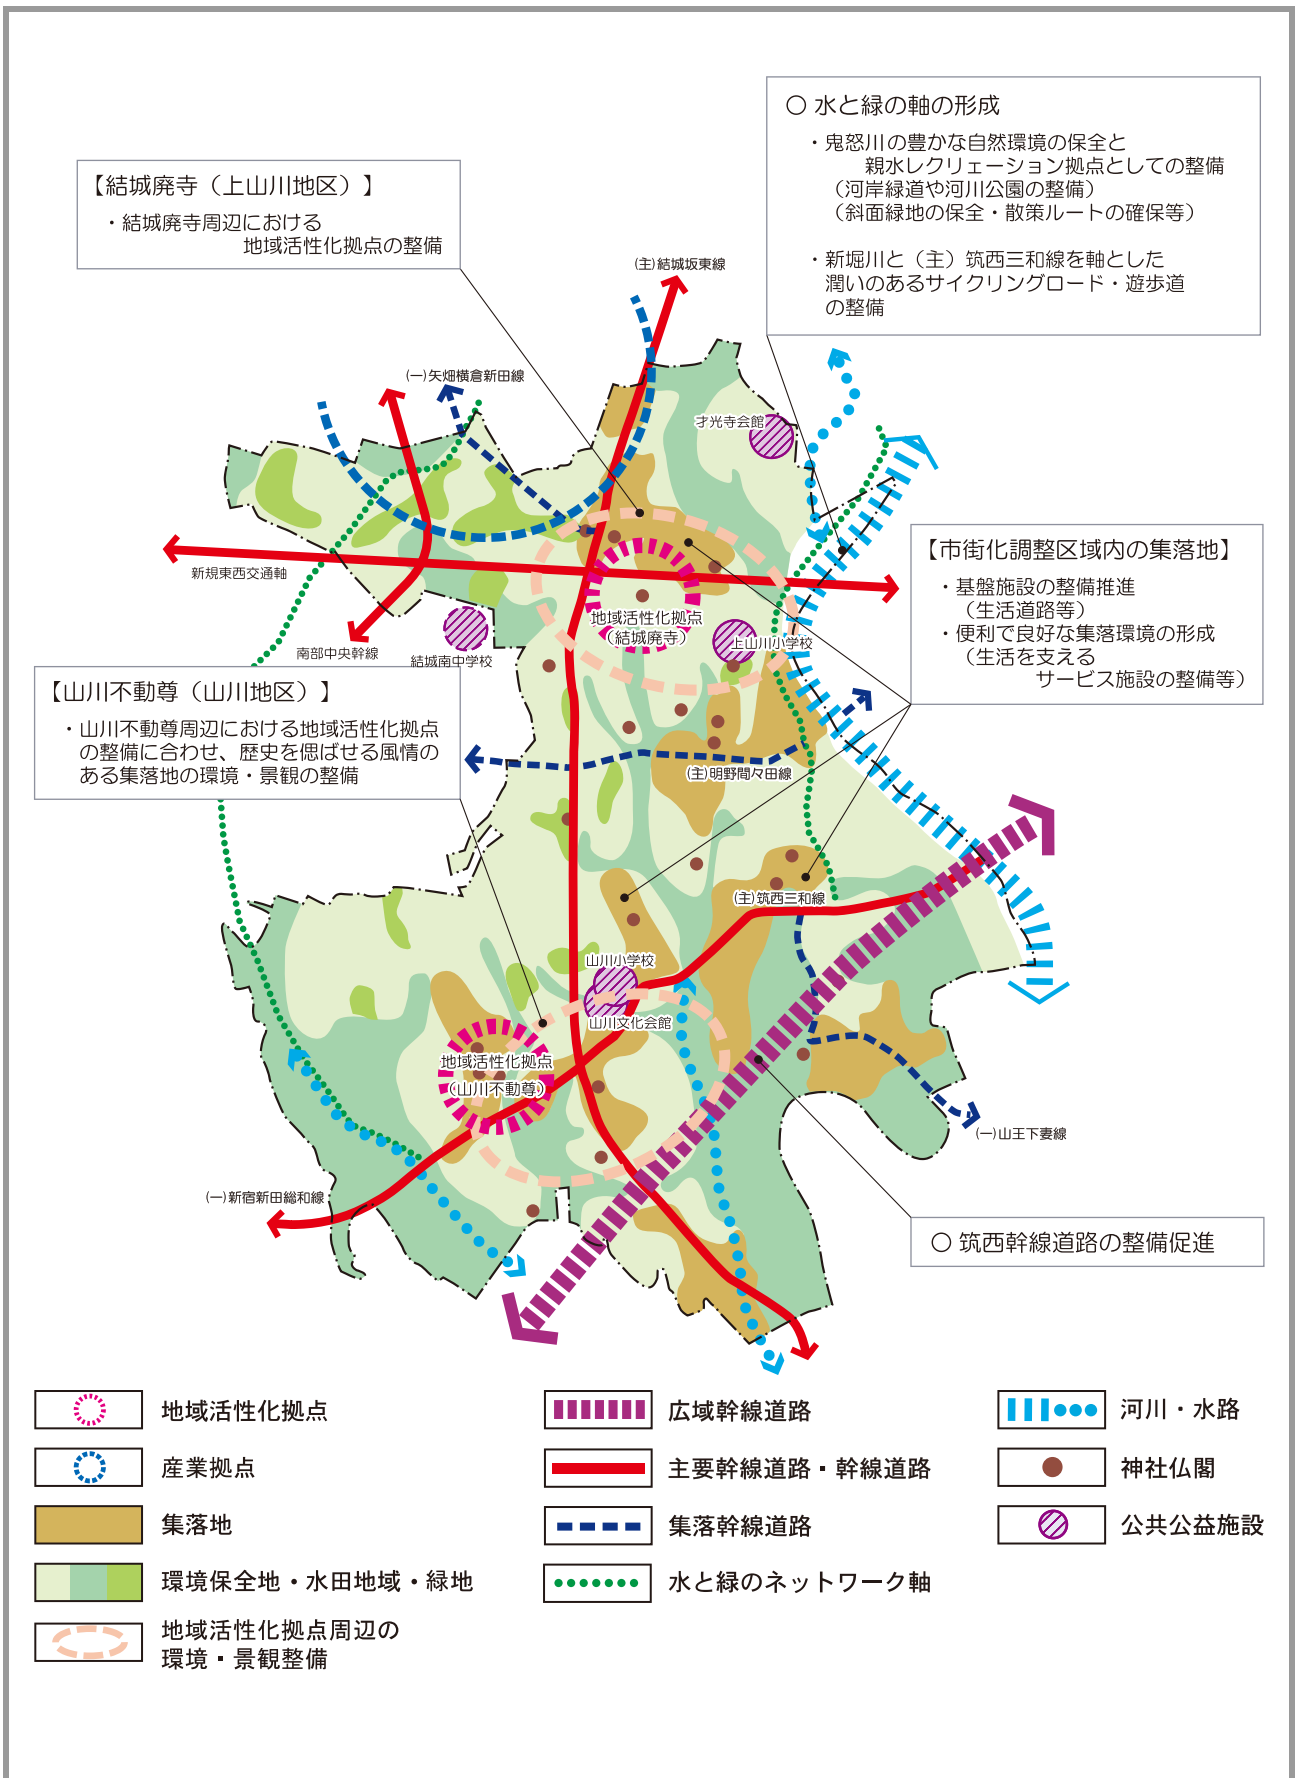 ○ 水と緑の軸の形成
・鬼怒川の豊かな自然環境の保全と
親水レクリェーション拠点としての整備
（河岸緑道や河川公園の整備）
（斜面緑地の保全・散策ルートの確保等）
・新堀川と（主）筑西三和線を軸とした
潤いのあるサイクリングロード・遊歩道
の整備
【結城廃寺（上山川地区）】
・結城廃寺周辺における
地域活性化拠点の整備
(主)結城坂東線
(一)矢畑横倉新田線
才光寺会館
【市街化調整区域内の集落地】
・基盤施設の整備推進
（生活道路等）
・便利で良好な集落環境の形成
（生活を支える
サービス施設の整備等）
新規東西交通軸
地域活性化拠点
（結城廃寺）
上山川小学校
南部中央幹線
結城南中学校
【山川不動尊（山川地区）】
・山川不動尊周辺における地域活性化拠点
の整備に合わせ、歴史を偲ばせる風情の
ある集落地の環境・景観の整備
(主)明野間々田線
(主)筑西三和線
山川小学校
山川文化会館
地域活性化拠点
（山川不動尊）
(一)山王下妻線
(一)新宿新田総和線
○ 筑西幹線道路の整備促進
地域活性化拠点
産業拠点
集落地
環境保全地・水田地域・緑地
地域活性化拠点周辺の
環境・景観整備
広域幹線道路
主要幹線道路・幹線道路
集落幹線道路
水と緑のネットワーク軸
河川・水路
神社仏閣
公共公益施設